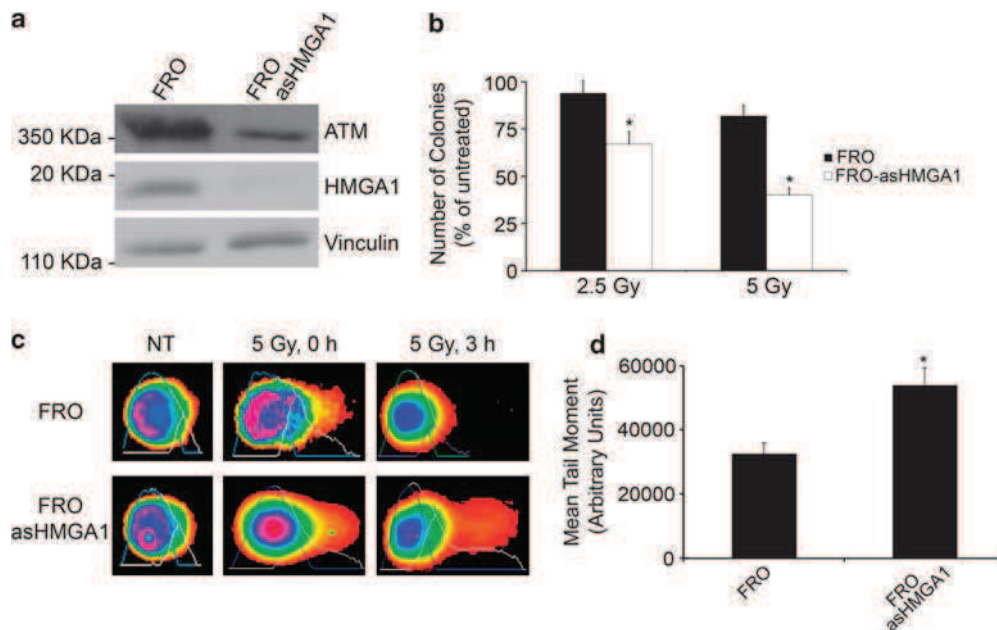 a
FRO
FRO
asHMGA1
350 KDa
ATM
20 KDa
HMGA1
Vinculin
110 KDa
b
Number of Colonies
(% of untreated)
100
75
50
25
0
*
*
2.5 Gy
5 Gy
FRO
FRO-asHMGA1
c
NT
5 Gy, 0 h
5 Gy, 3 h
FRO
FRO
asHMGA1
d
Mean Tail Moment
(Arbitrary Units)
60000
40000
20000
0
*
FRO
FRO
asHMGA1